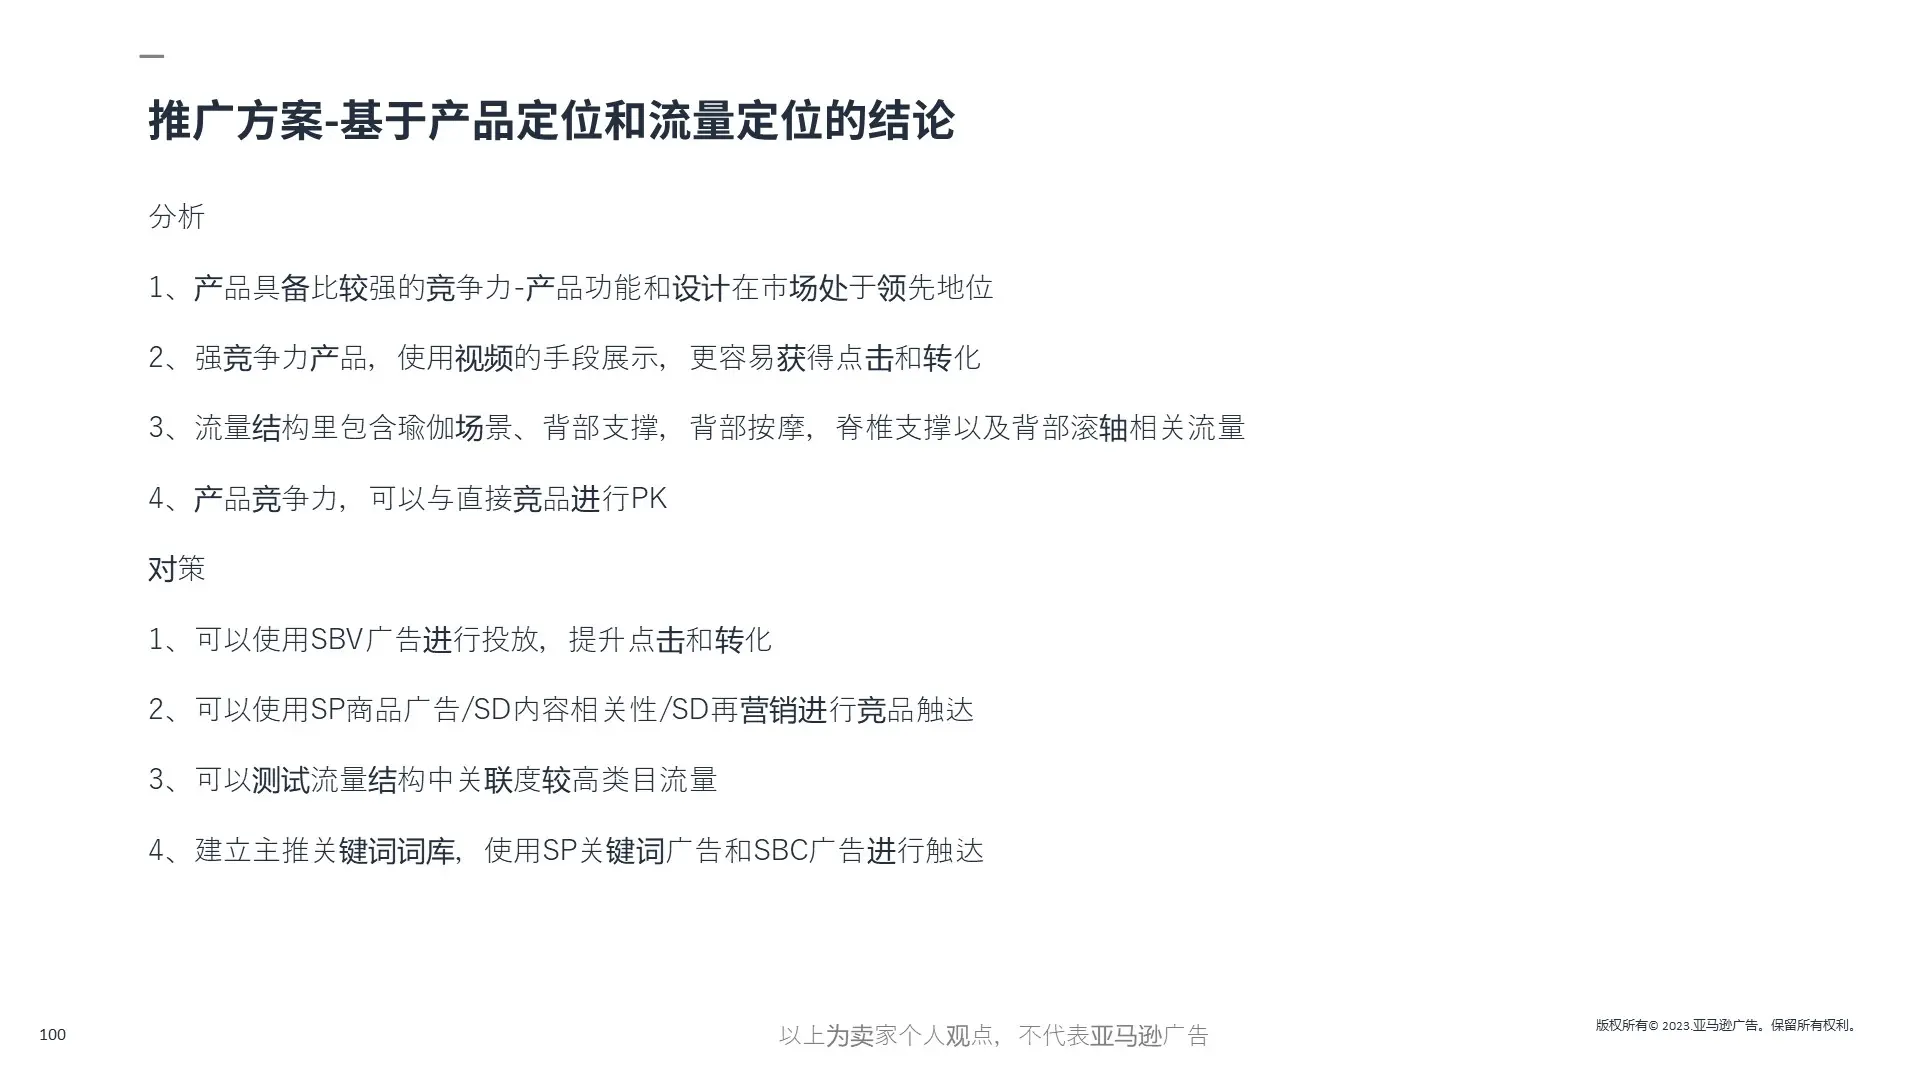 推广方案-基于产品定位和流量定位的结论
分析
1、产品具备比较强的竞争力-产品功能和设计在市场处于领先地位
2、强竞争力产品，使用视频的手段展示，更容易获得点击和转化
3、流量结构里包含瑜伽场景、背部支撑，背部按摩，脊椎支撑以及背部滚轴相关流量
4、产品竞争力，可以与直接竞品进行PK
对策
1、可以使用SBV广告进行投放，提升点击和转化
2、可以使用SP商品广告/SD内容相关性/SD再营销进行竞品触达
3、可以测试流量结构中关联度较高类目流量
4、建立主推关键词词库，使用SP关键词广告和SBC广告进行触达
100
以上为卖家个人观点，不代表亚马逊广告
版权所有© 2023.亚马逊广告。保留所有权利。